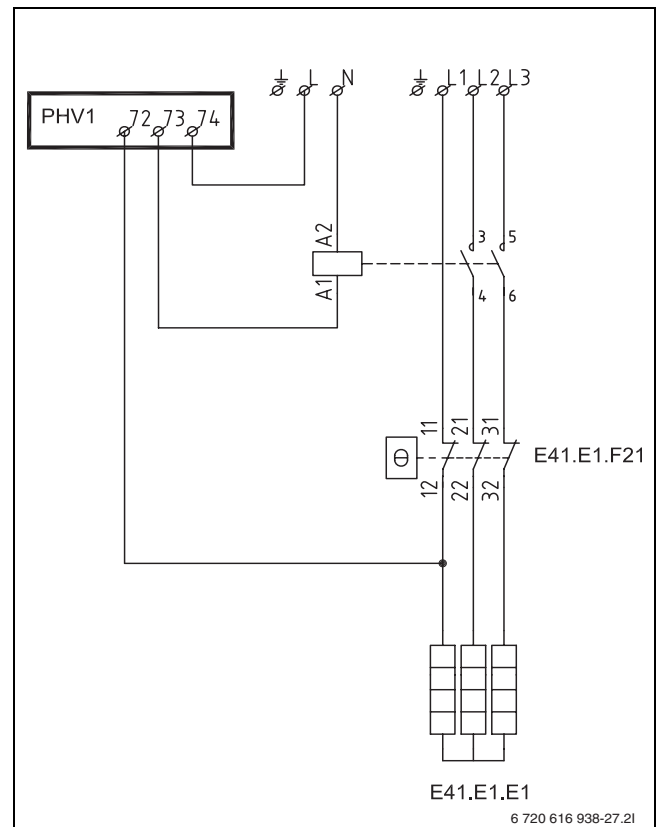 L N L1 L2 L3
PHV1 72 73 74
A2
A1
3 5
4 6
11 21 31
θ E41.E1.F21
12 22 32
E41.E1.E1
6 720 616 938-27.2I